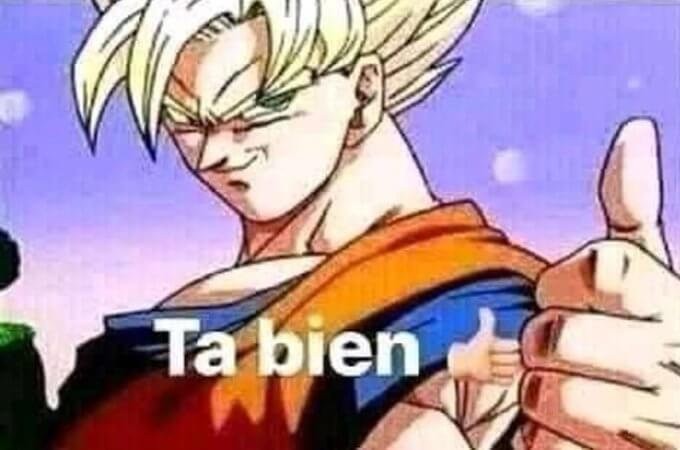 Ta bien 👍🏻